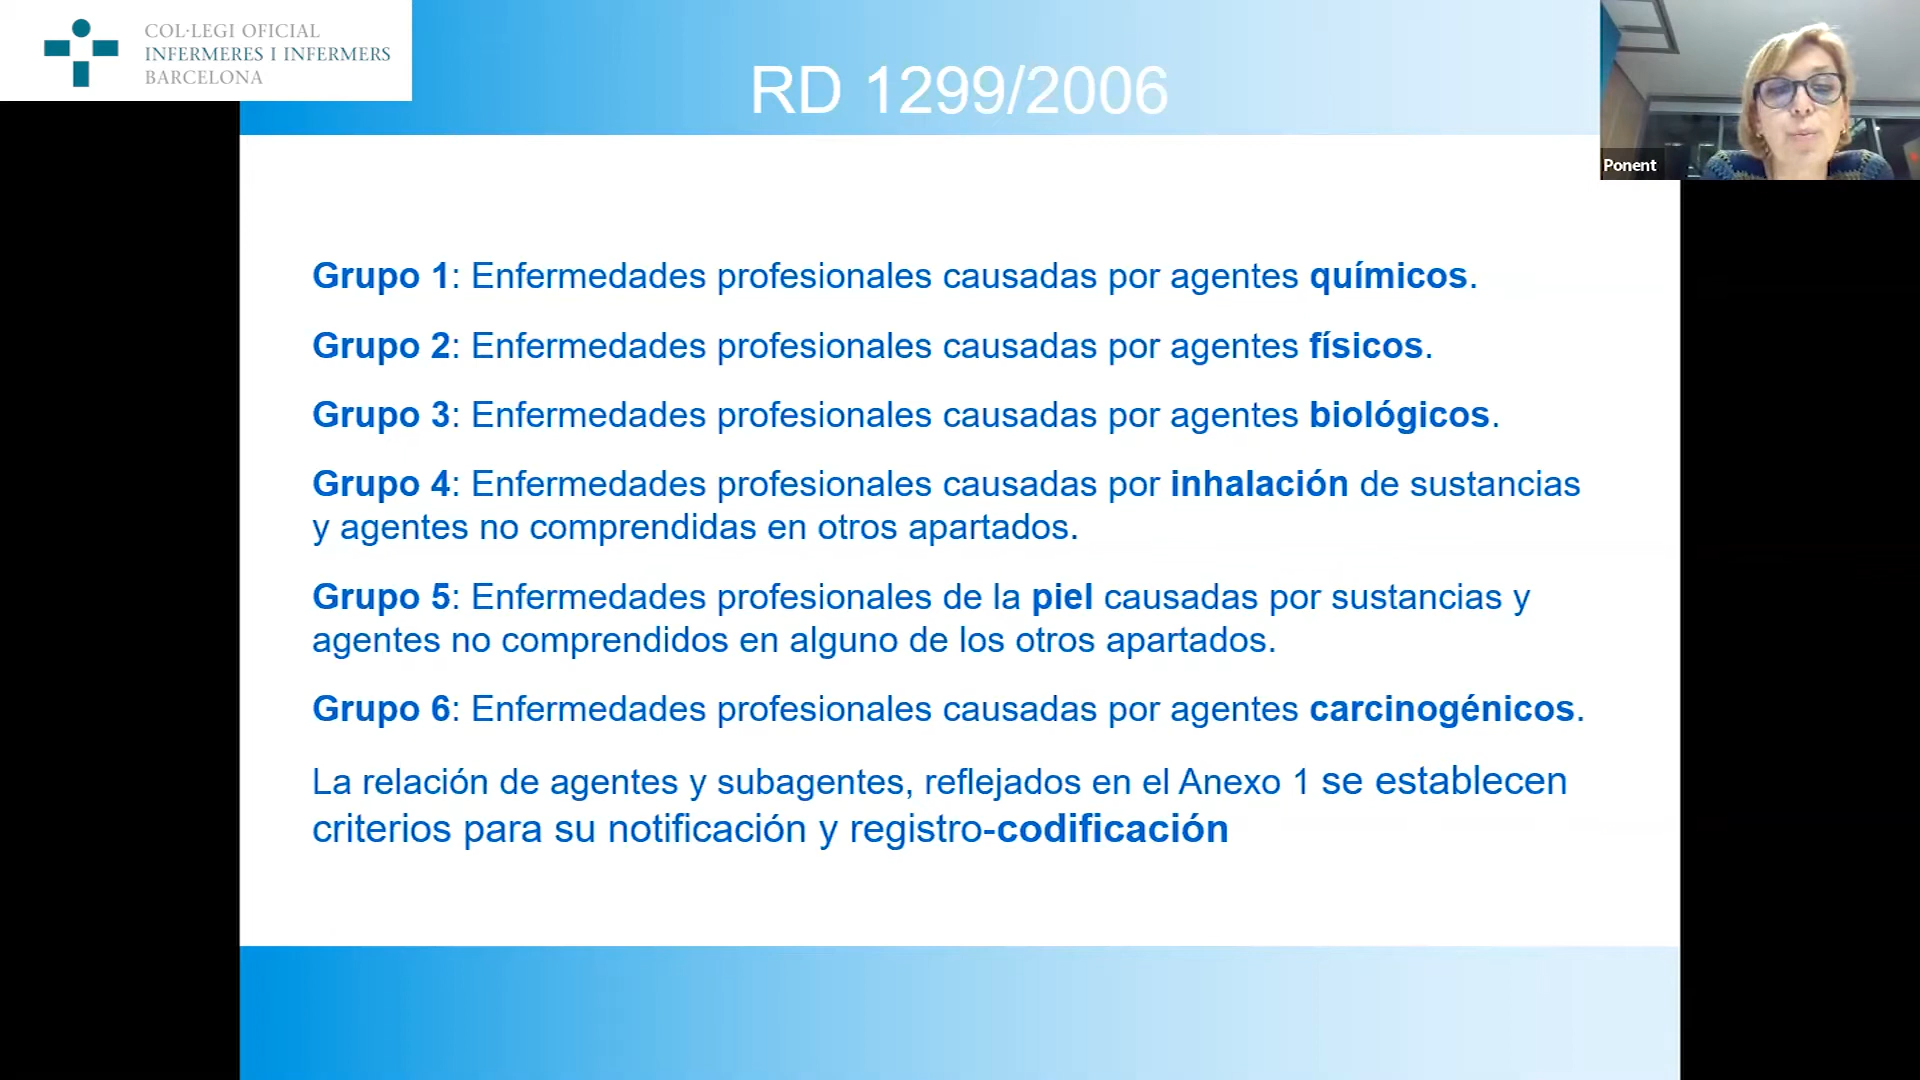 COL·LEGI OFICIAL
INFERMERES I INFERMERS
BARCELONA
RD 1299/2006
Ponent
Grupo 1: Enfermedades profesionales causadas por agentes químicos.
Grupo 2: Enfermedades profesionales causadas por agentes físicos.
Grupo 3: Enfermedades profesionales causadas por agentes biológicos.
Grupo 4: Enfermedades profesionales causadas por inhalación de sustancias
y agentes no comprendidas en otros apartados.
Grupo 5: Enfermedades profesionales de la piel causadas por sustancias y
agentes no comprendidos en alguno de los otros apartados.
Grupo 6: Enfermedades profesionales causadas por agentes carcinogénicos.
La relación de agentes y subagentes, reflejados en el Anexo 1 se establecen
criterios para su notificación y registro-codificación